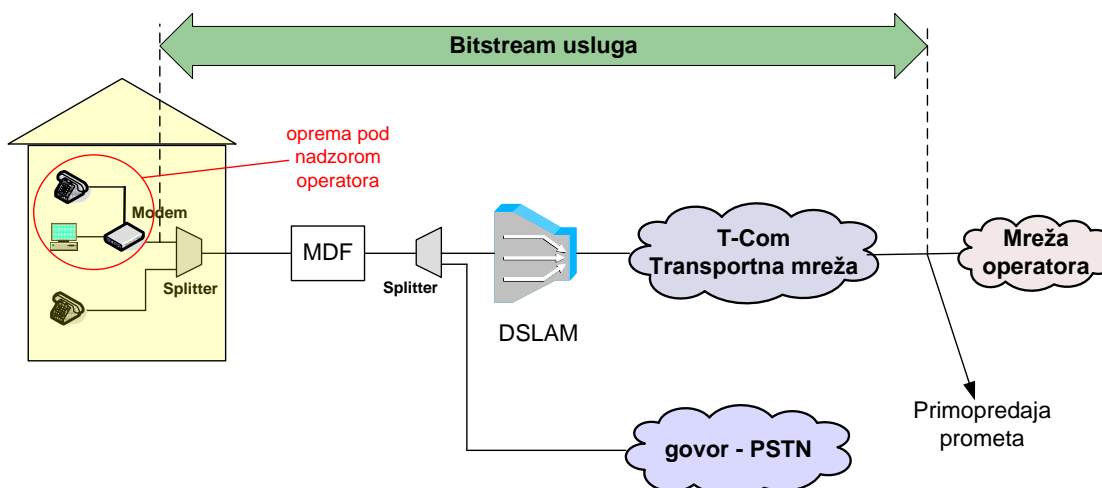 Bitstream usluga
oprema pod
nadzorom
operatora
Modem
Splitter
MDF
Splitter
DSLAM
T-Com
Transportna mreža
Mreža
operatora
Primopredaja
prometa
govor - PSTN